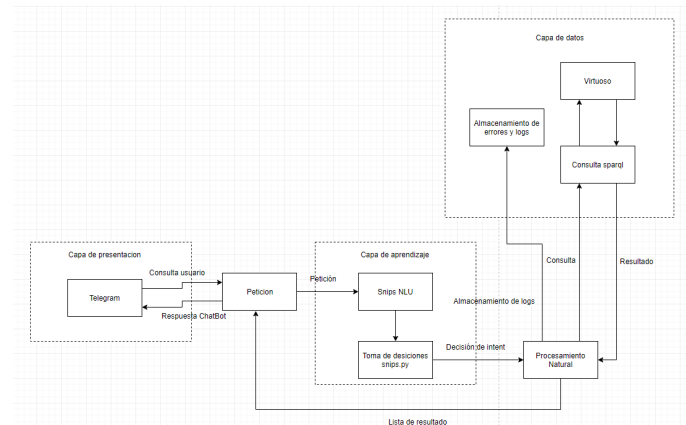 Capa de datos
Virtuoso
Almacenamiento de
errores y logs
Consulta sparql
Capa de presentacion
Capa de aprendizaje
Consulta usuario
Consulta
Resultado
Telegram
Peticion
Petición
Snips NLU
Respuesta ChatBot
Almacenamiento de logs
Toma de desiciones
snips.py
Decisión de intent
Procesamiento
Natural
Lista de resultado